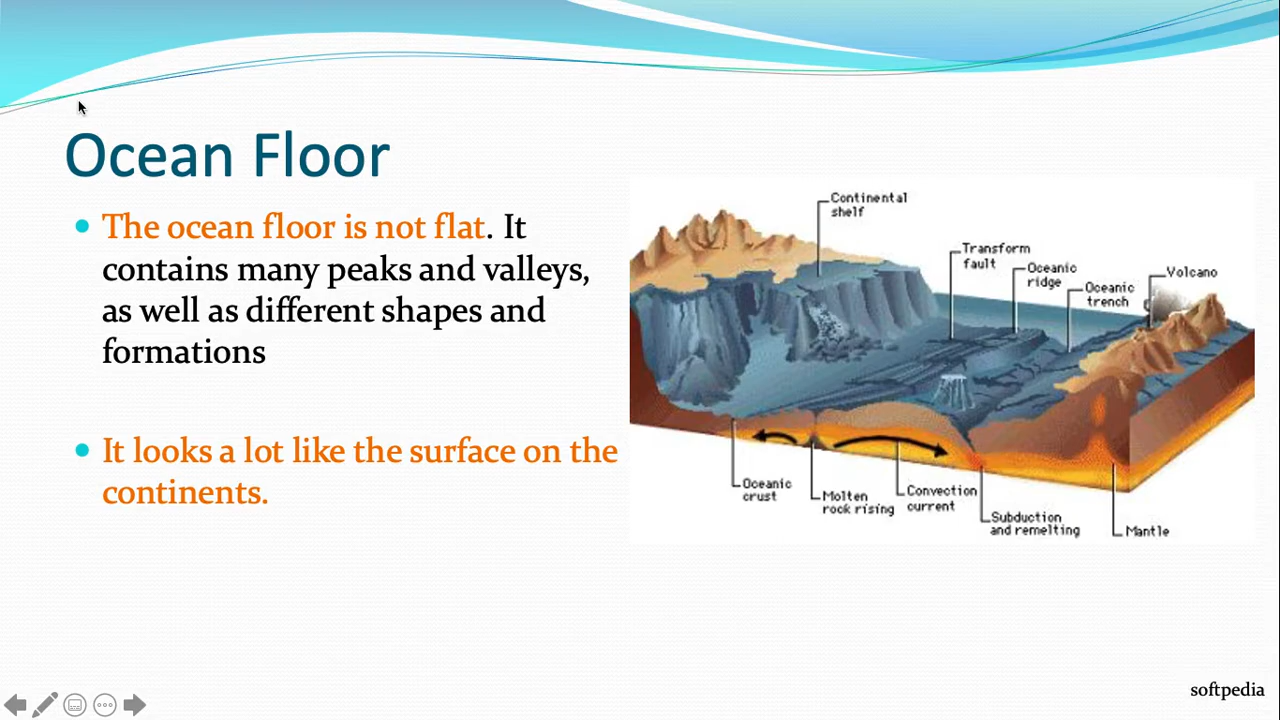 Ocean Floor
The ocean floor is not flat. It
contains many peaks and valleys,
as well as different shapes and
formations
It looks a lot like the surface on the
continents.
Continental
shelf
Transform
fault
Oceanic
ridge
Oceanic
trench
Volcano
Oceanic
crust
Molten
rock rising
Convection
current
Subduction
and remelting
Mantle
softpedia